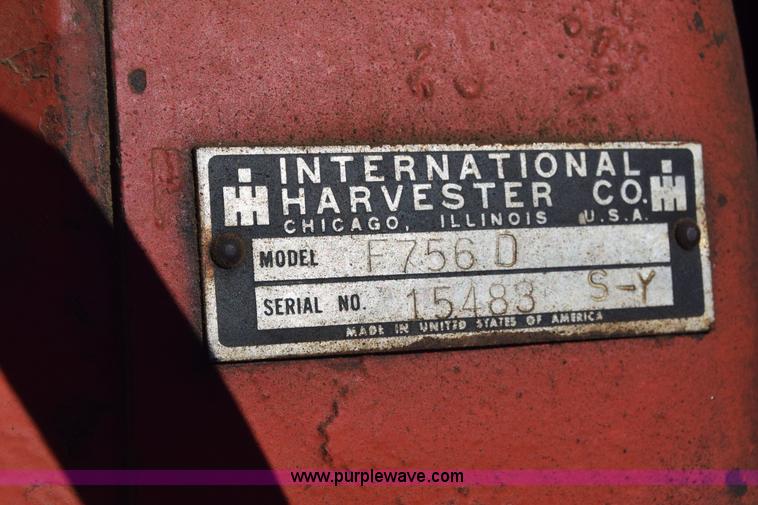 INTERNATIONAL
HARVESTER CO.
CHICAGO, ILLINOIS U.S.A.
MODEL F756 D
SERIAL NO. 15483 S-Y
MADE IN UNITED STATES OF AMERICA
www.purplewave.com